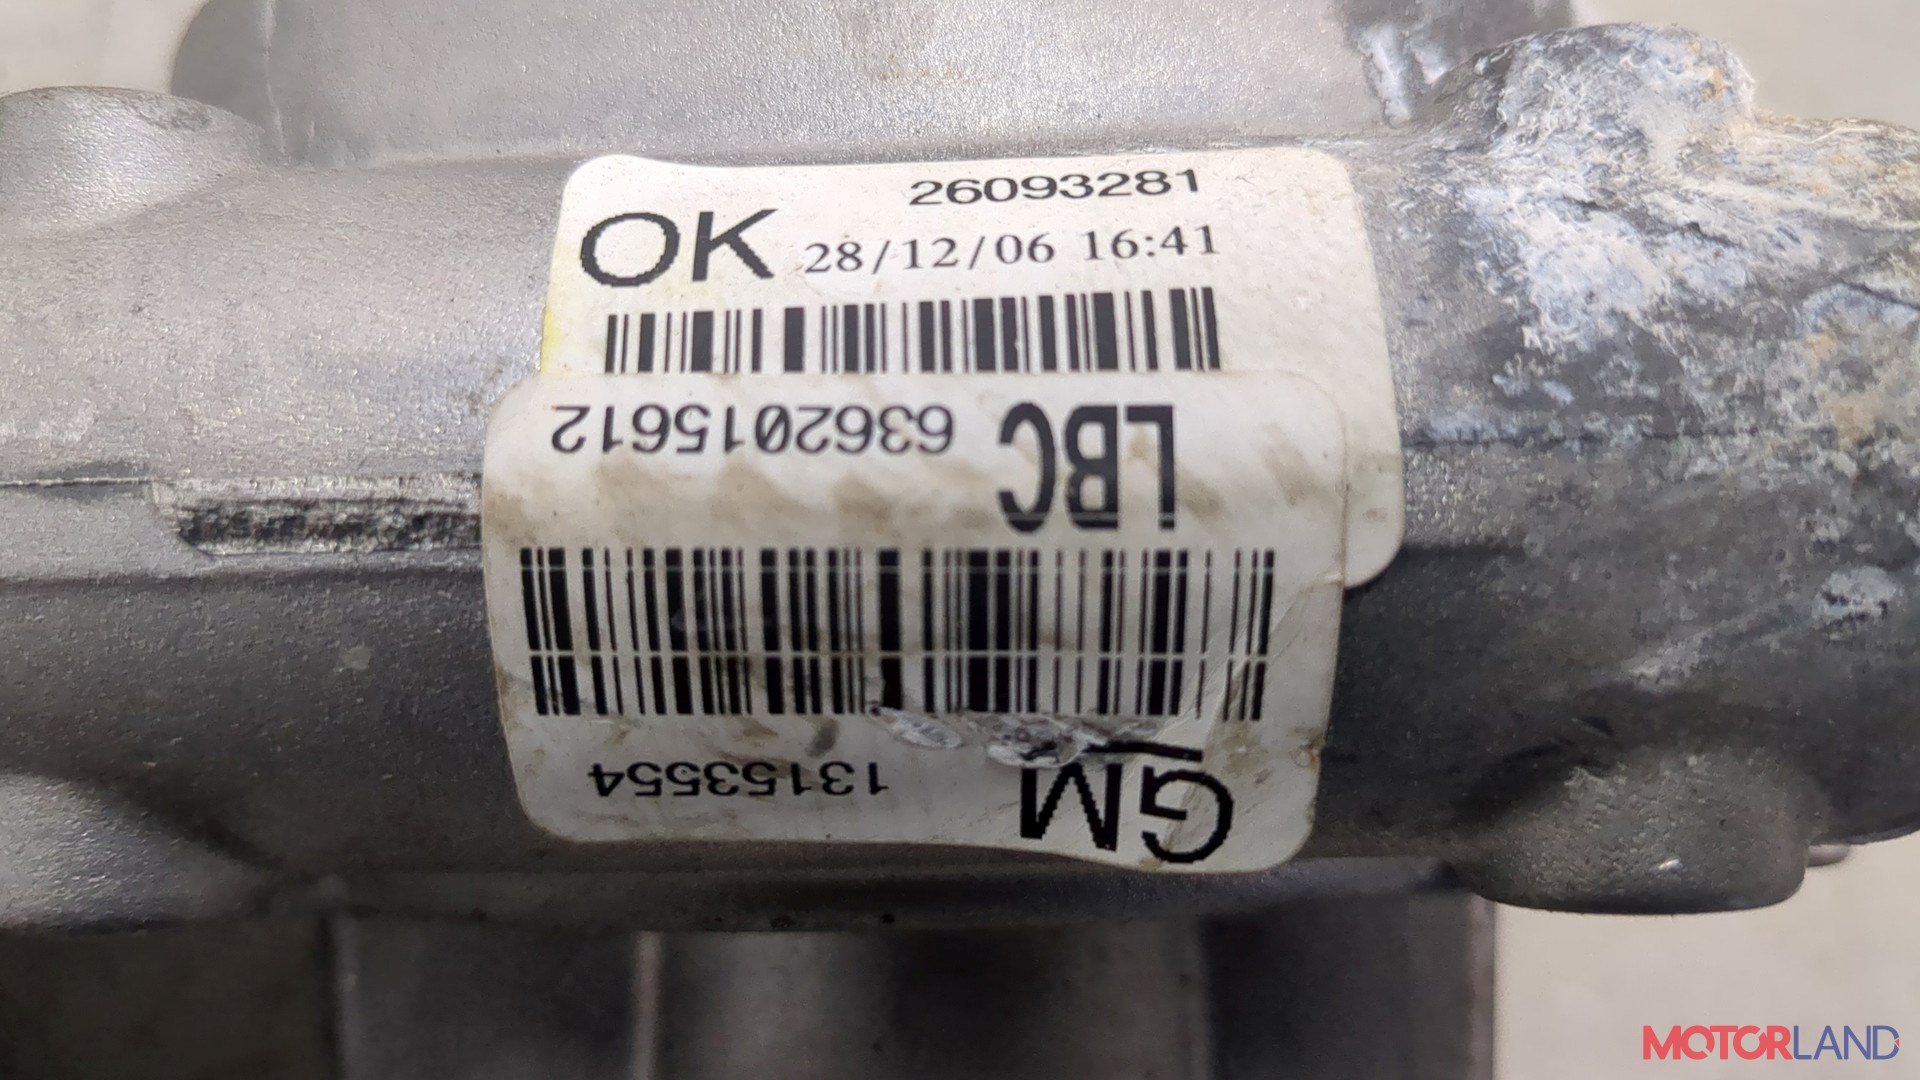 26093281
OK 28/12/06 16:41
GM 13153554
LBC 6362015612
MOTORLAND